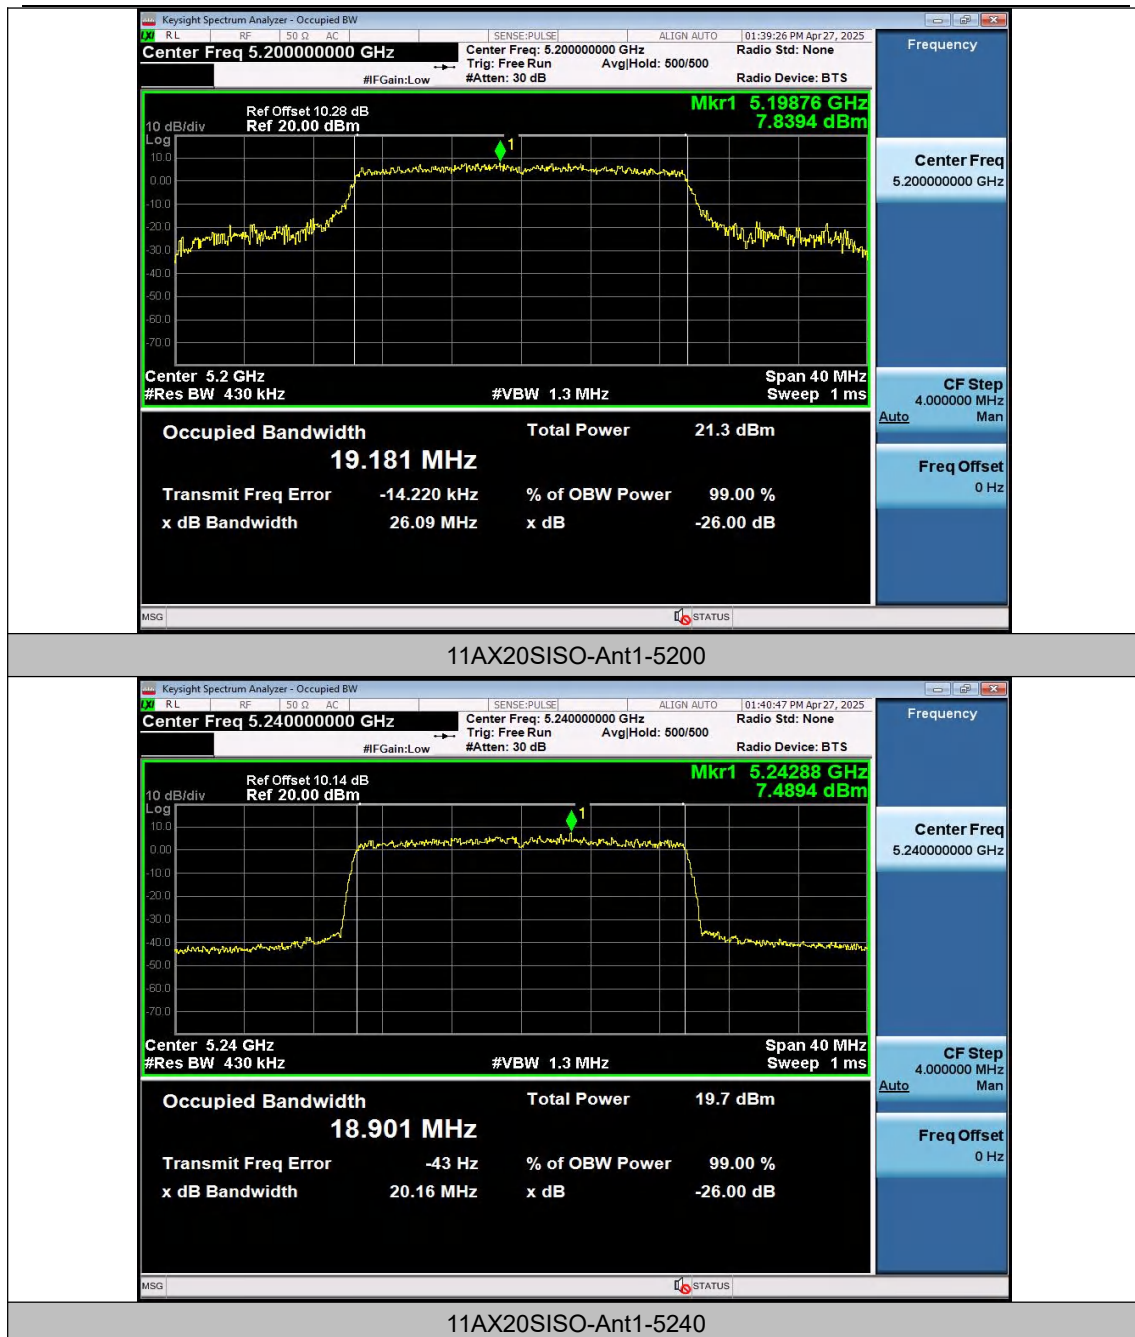 Keysight Spectrum Analyzer - Occupied BW
LXI RL RF 50 Ω AC SENSE:PULSE ALIGN AUTO 01:39:26 PM Apr 27, 2025
Center Freq 5.200000000 GHz Center Freq: 5.200000000 GHz Radio Std: None
Trig: Free Run Avg|Hold: 500/500
#IFGain:Low #Atten: 30 dB Radio Device: BTS
Frequency
Mkr1 5.19876 GHz
7.8394 dBm
Ref Offset 10.28 dB
10 dB/div Ref 20.00 dBm
Log
10.0
0.00
-10.0
-20.0
-30.0
-40.0
-50.0
-60.0
-70.0
1
Center 5.2 GHz Span 40 MHz
#Res BW 430 kHz #VBW 1.3 MHz Sweep 1 ms
Center Freq
5.200000000 GHz
CF Step
4.000000 MHz
Auto Man
Freq Offset
0 Hz
Occupied Bandwidth Total Power 21.3 dBm
19.181 MHz
Transmit Freq Error -14.220 kHz % of OBW Power 99.00 %
x dB Bandwidth 26.09 MHz x dB -26.00 dB
MSG STATUS
11AX20SISO-Ant1-5200
Keysight Spectrum Analyzer - Occupied BW
LXI RL RF 50 Ω AC SENSE:PULSE ALIGN AUTO 01:40:47 PM Apr 27, 2025
Center Freq 5.240000000 GHz Center Freq: 5.240000000 GHz Radio Std: None
Trig: Free Run Avg|Hold: 500/500
#IFGain:Low #Atten: 30 dB Radio Device: BTS
Frequency
Mkr1 5.24288 GHz
7.4894 dBm
Ref Offset 10.14 dB
10 dB/div Ref 20.00 dBm
Log
10.0
0.00
-10.0
-20.0
-30.0
-40.0
-50.0
-60.0
-70.0
1
Center 5.24 GHz Span 40 MHz
#Res BW 430 kHz #VBW 1.3 MHz Sweep 1 ms
Center Freq
5.240000000 GHz
CF Step
4.000000 MHz
Auto Man
Freq Offset
0 Hz
Occupied Bandwidth Total Power 19.7 dBm
18.901 MHz
Transmit Freq Error -43 Hz % of OBW Power 99.00 %
x dB Bandwidth 20.16 MHz x dB -26.00 dB
MSG STATUS
11AX20SISO-Ant1-5240